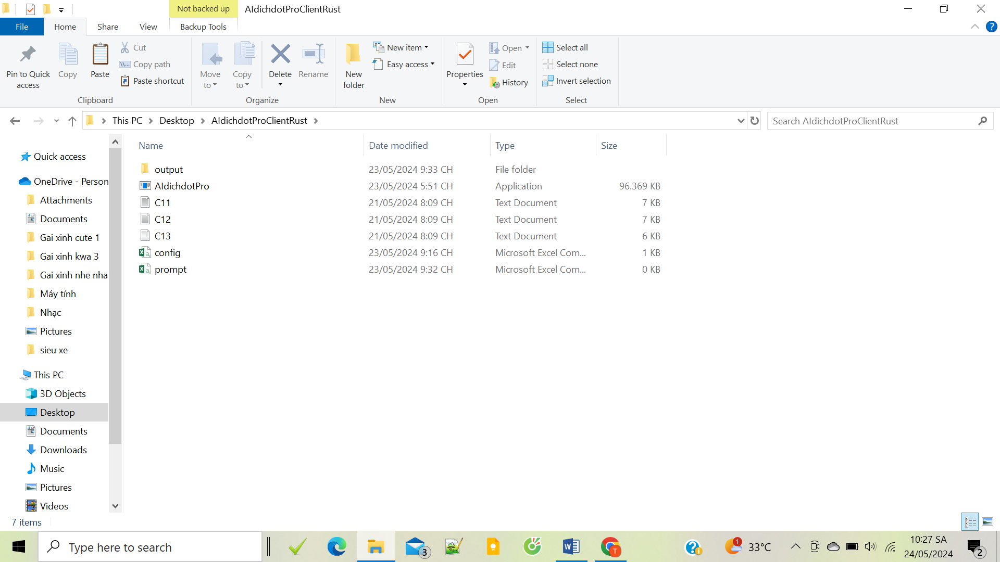 Not backed up AIdichdotProClientRust
File Home Share View Backup Tools
Pin to Quick access
Copy
Paste
Cut
Copy path
Paste shortcut
Clipboard
Move to
Copy to
Delete
Rename
Organize
New folder
New item
Easy access
New
Properties
Open
Edit
History
Open
Select all
Select none
Invert selection
Select
This PC Desktop AIdichdotProClientRust
Search AIdichdotProClientRust
Quick access
OneDrive - Person
Attachments
Documents
Gai xinh cute 1
Gai xinh kwa 3
Gai xinh nhe nha
Máy tính
Nhạc
Pictures
sieu xe
This PC
3D Objects
Desktop
Documents
Downloads
Music
Pictures
Videos
Name Date modified Type Size
output 23/05/2024 9:33 CH File folder
AIdichdotPro 23/05/2024 5:51 CH Application 96.369 KB
C11 21/05/2024 8:09 CH Text Document 7 KB
C12 21/05/2024 8:09 CH Text Document 7 KB
C13 21/05/2024 8:09 CH Text Document 6 KB
config 23/05/2024 9:16 CH Microsoft Excel Com... 1 KB
prompt 23/05/2024 9:32 CH Microsoft Excel Com... 0 KB
7 items
Type here to search
3
T
1
33°C
10:27 SA
24/05/2024
2